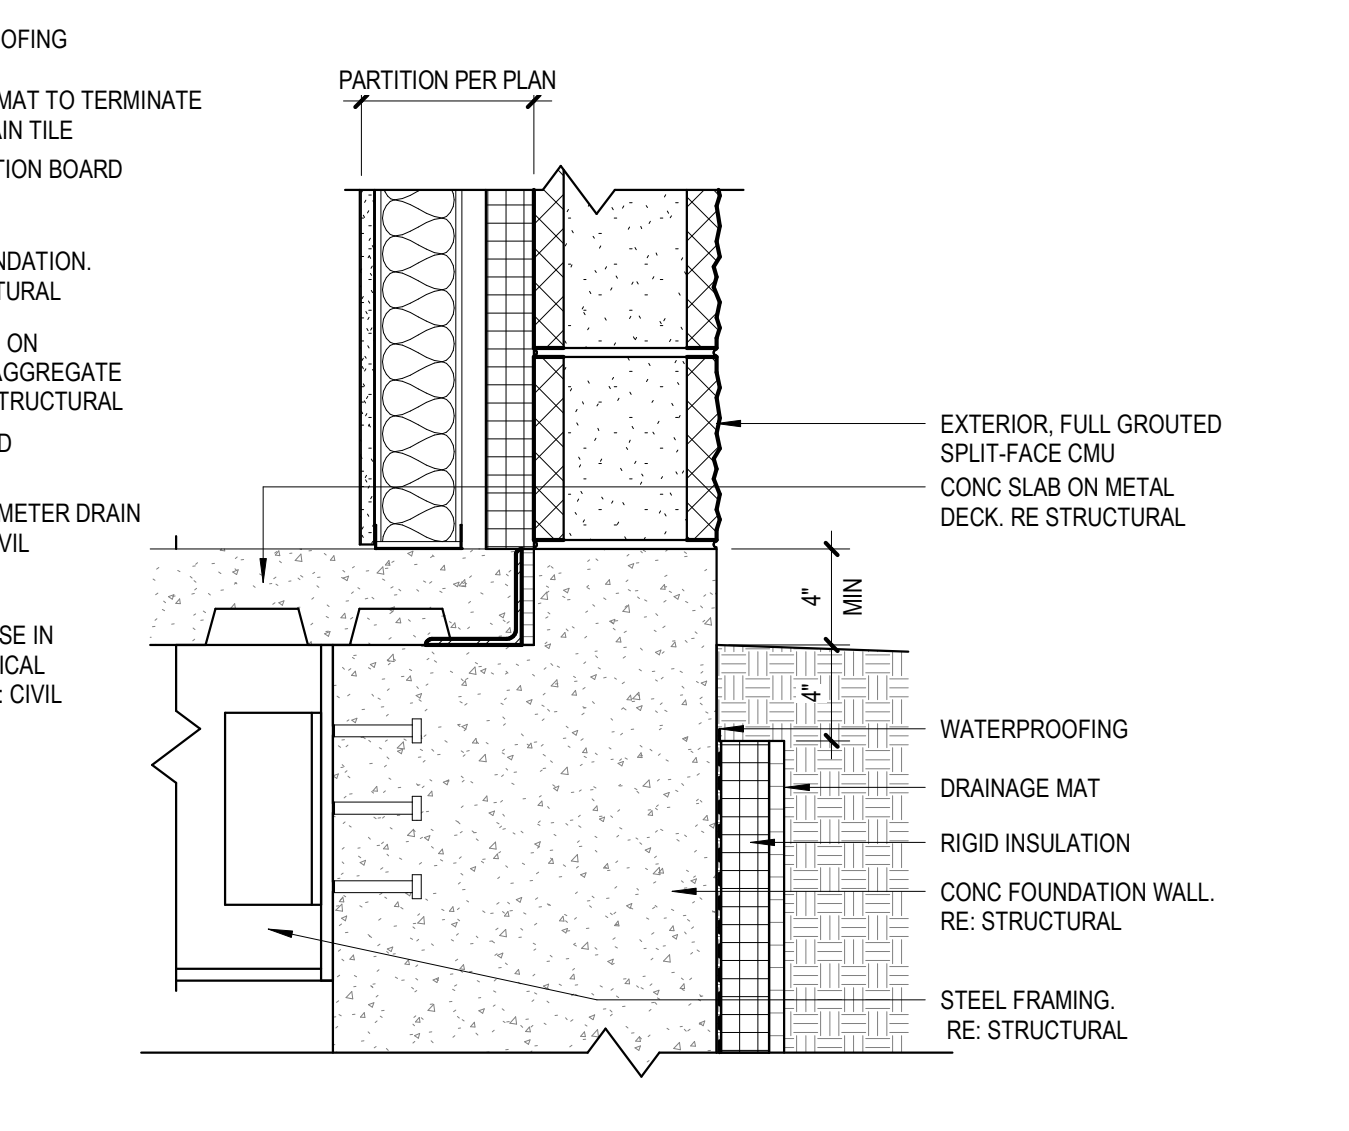 OFING
MAT TO TERMINATE
AIN TILE
TION BOARD
NDATION.
TURAL
ON
AGGREGATE
STRUCTURAL
D
METER DRAIN
VIL
SE IN
ICAL
: CIVIL
PARTITION PER PLAN
EXTERIOR, FULL GROUTED
SPLIT-FACE CMU
CONC SLAB ON METAL
DECK. RE STRUCTURAL
4"
MIN
4"
WATERPROOFING
DRAINAGE MAT
RIGID INSULATION
CONC FOUNDATION WALL.
RE: STRUCTURAL
STEEL FRAMING.
RE: STRUCTURAL